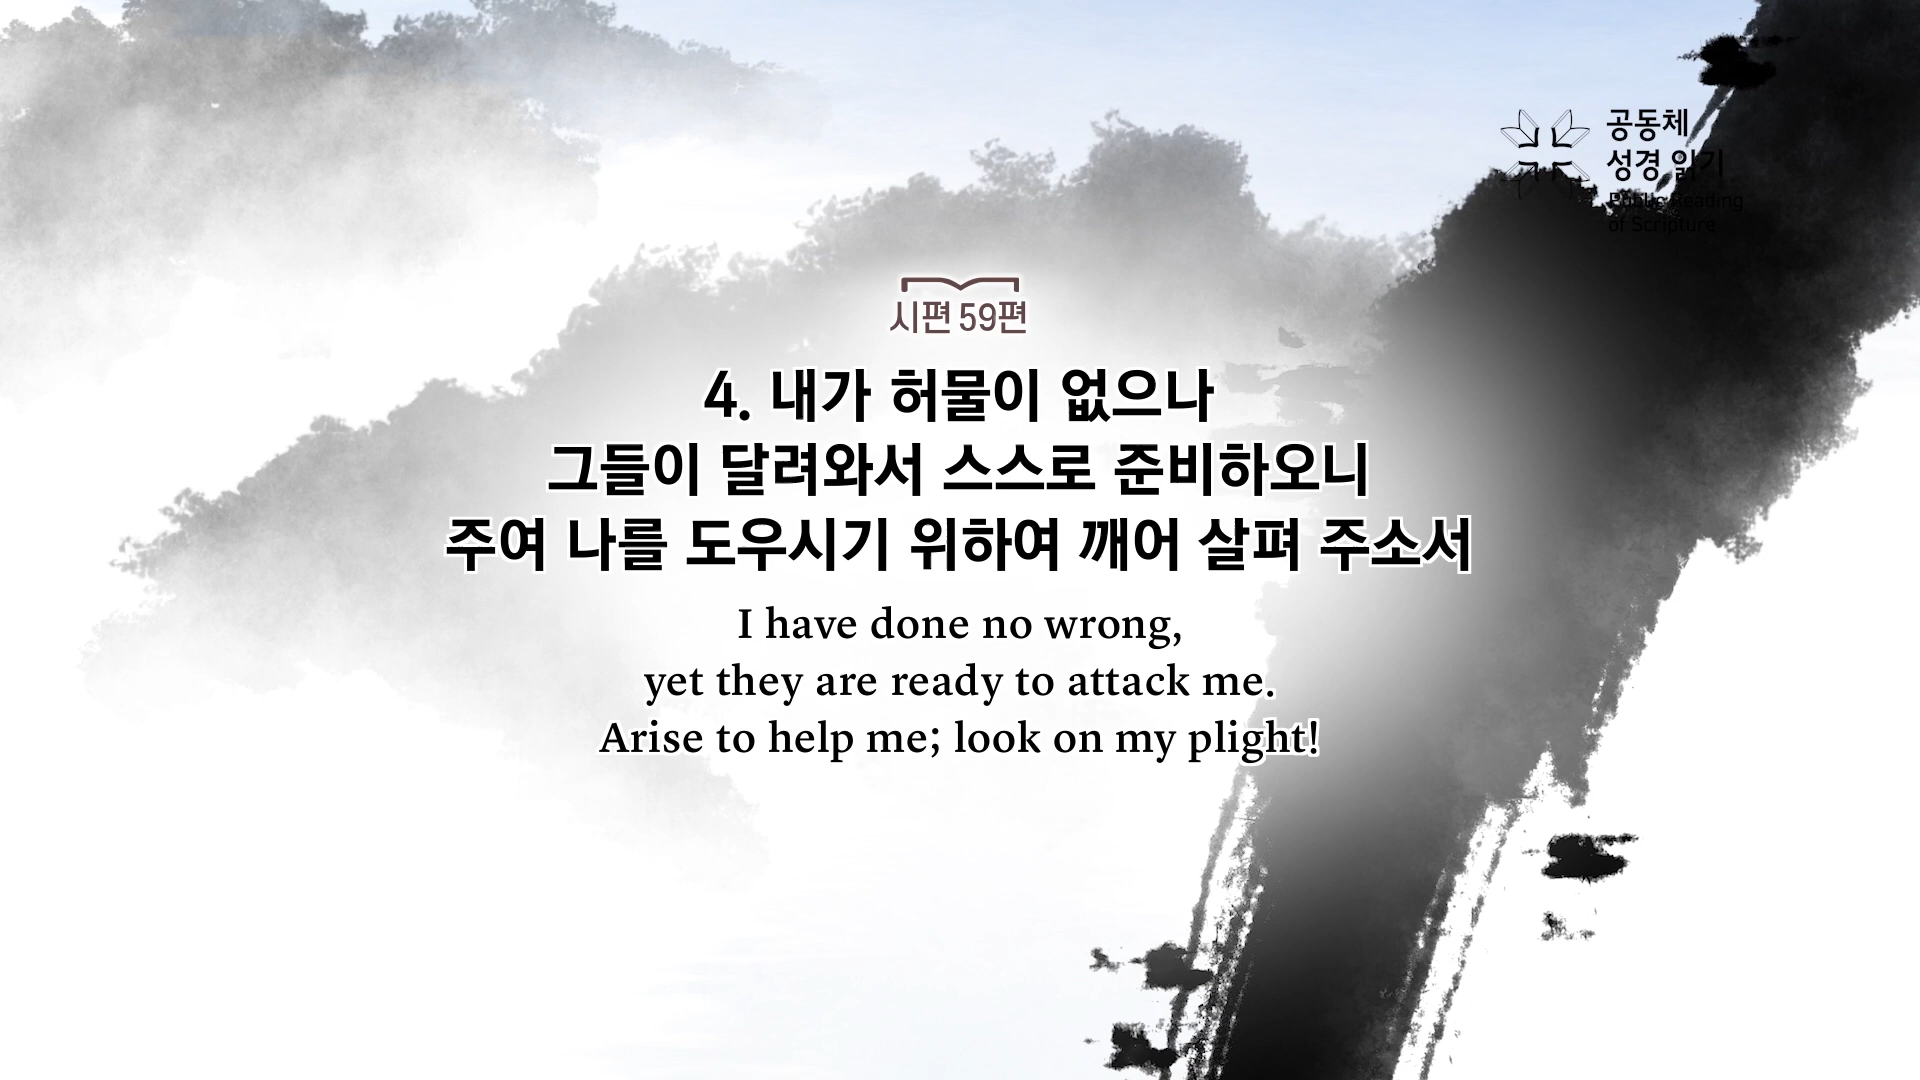 공동체
성경 읽기
Public Reading
of Scripture
시편 59편
4. 내가 허물이 없으나
그들이 달려와서 스스로 준비하오니
주여 나를 도우시기 위하여 깨어 살펴 주소서
I have done no wrong,
yet they are ready to attack me.
Arise to help me; look on my plight!